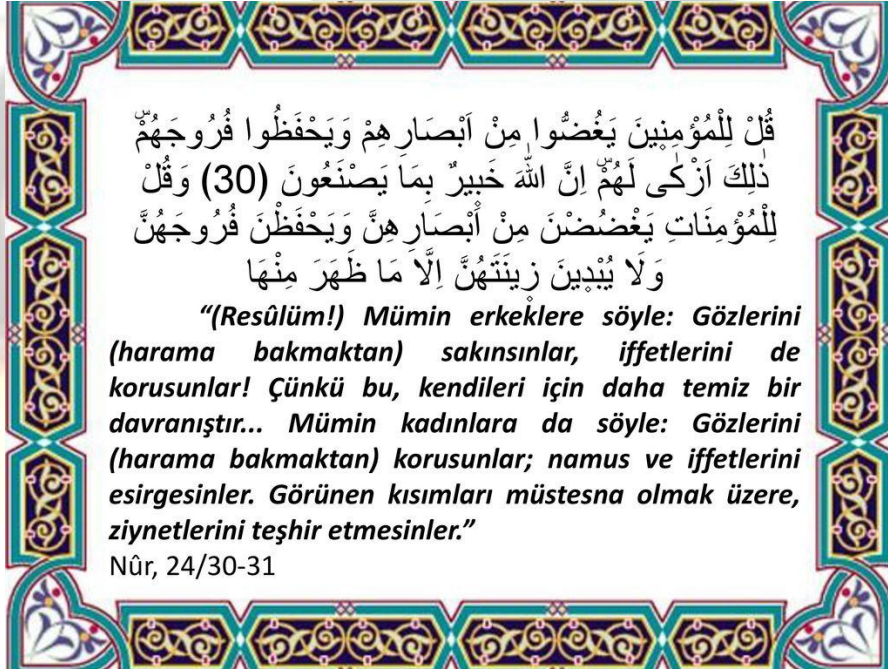 قُلْ لِلْمُؤْمِنٖينَ يَغُضُّوا مِنْ اَبْصَارِهِمْ وَيَحْفَظُوا فُرُوجَهُمْؕ
ذٰلِكَ اَزْكٰى لَهُمْؕ اِنَّ اللّٰهَ خَبٖيرٌ بِمَا يَصْنَعُونَ (30) وَقُلْ
لِلْمُؤْمِنَاتِ يَغْضُضْنَ مِنْ أَبْصَارِهِنَّ وَيَحْفَظْنَ فُرُوجَهُنَّ
وَلَا يُبْدٖينَ زٖينَتَهُنَّ اِلَّا مَا ظَهَرَ مِنْهَا
“(Resûlüm!) Mümin erkeklere söyle: Gözlerini
(harama bakmaktan) sakınsınlar, iffetlerini de
korusunlar! Çünkü bu, kendileri için daha temiz bir
davranıştır... Mümin kadınlara da söyle: Gözlerini
(harama bakmaktan) korusunlar; namus ve iffetlerini
esirgesinler. Görünen kısımları müstesna olmak üzere,
ziynetlerini teşhir etmesinler.”
Nûr, 24/30-31